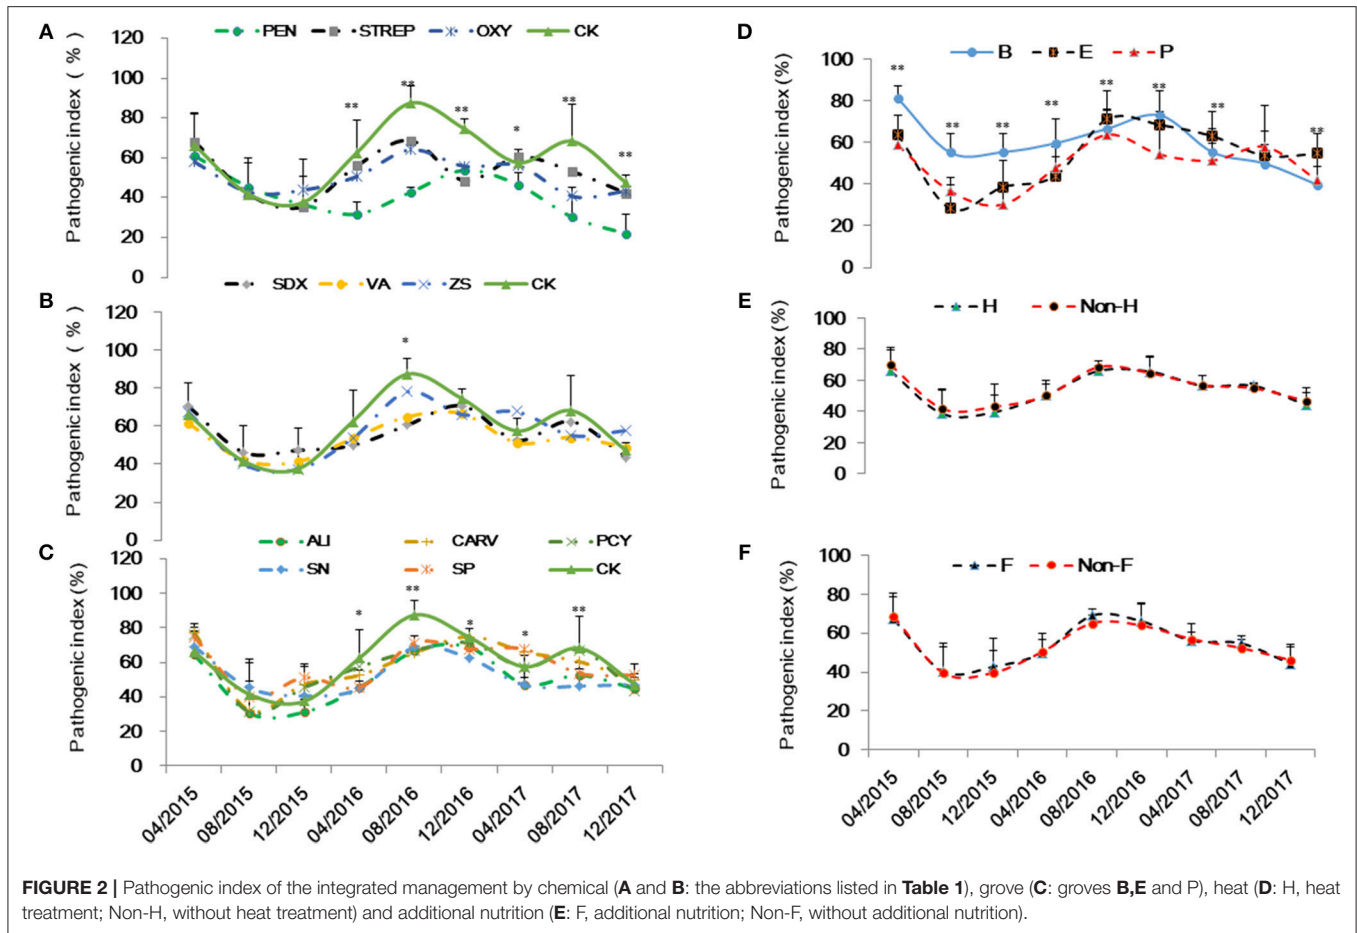 A
PEN STREP OXY CK
Pathogenic index ( % )
120
100
80
60
40
20
0
** ** ** * ** **
B
SDX VA ZS CK
Pathogenic index ( % )
120
100
80
60
40
20
0
*
C
ALI CARV PCY
SN SP CK
Pathogenic index (%)
120
100
80
60
40
20
0
* ** * * **
04/2015 08/2015 12/2015 04/2016 08/2016 12/2016 04/2017 08/2017 12/2017
D
B E P
Pathogenic index (%)
100
80
60
40
20
0
** ** ** ** ** ** ** **
E
H Non-H
Pathogenic index (%)
100
80
60
40
20
0
F
F Non-F
Pathogenic index (%)
100
80
60
40
20
0
04/2015 08/2015 12/2015 04/2016 08/2016 12/2016 04/2017 08/2017 12/2017
FIGURE 2 | Pathogenic index of the integrated management by chemical (A and B: the abbreviations listed in Table 1), grove (C: groves B,E and P), heat (D: H, heat
treatment; Non-H, without heat treatment) and additional nutrition (E: F, additional nutrition; Non-F, without additional nutrition).